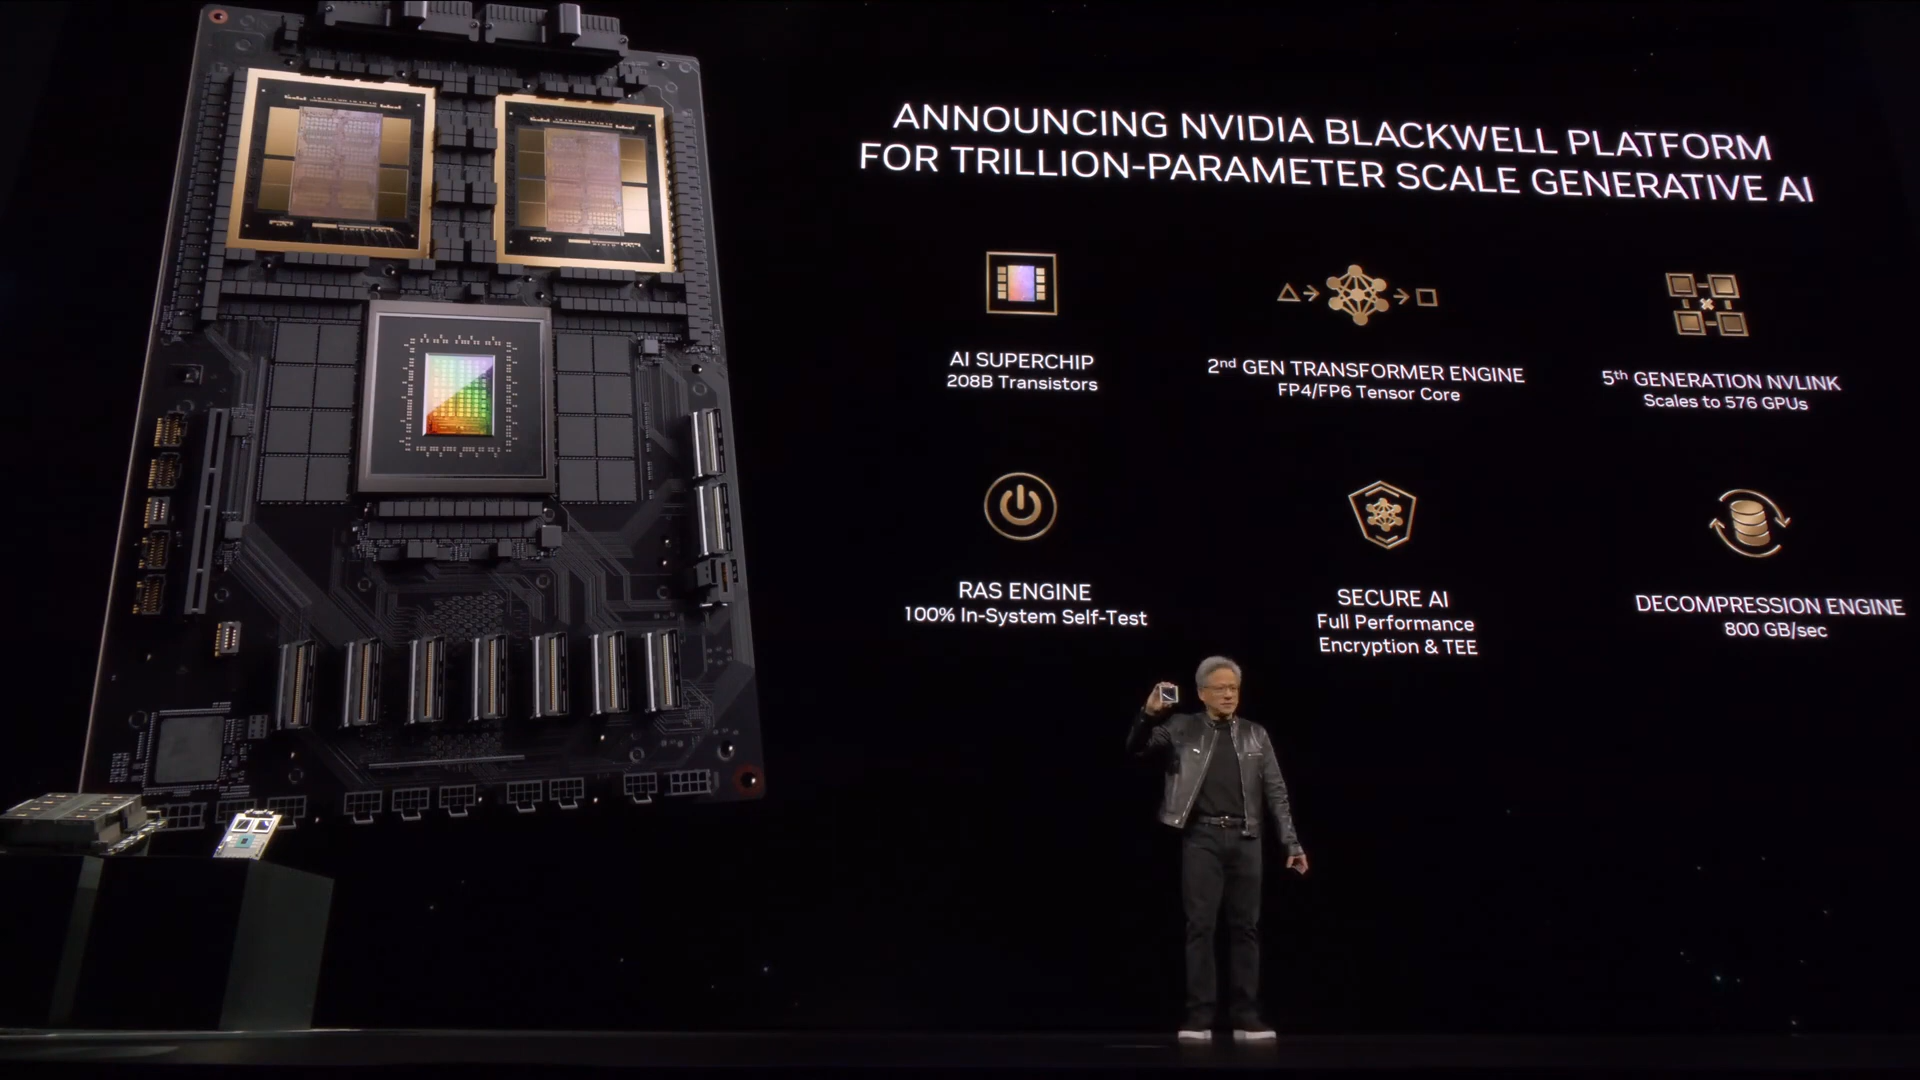 ANNOUNCING NVIDIA BLACKWELL PLATFORM
FOR TRILLION-PARAMETER SCALE GENERATIVE AI
AI SUPERCHIP
208B Transistors
2nd GEN TRANSFORMER ENGINE
FP4/FP6 Tensor Core
5th GENERATION NVLINK
Scales to 576 GPUs
RAS ENGINE
100% In-System Self-Test
SECURE AI
Full Performance
Encryption & TEE
DECOMPRESSION ENGINE
800 GB/sec